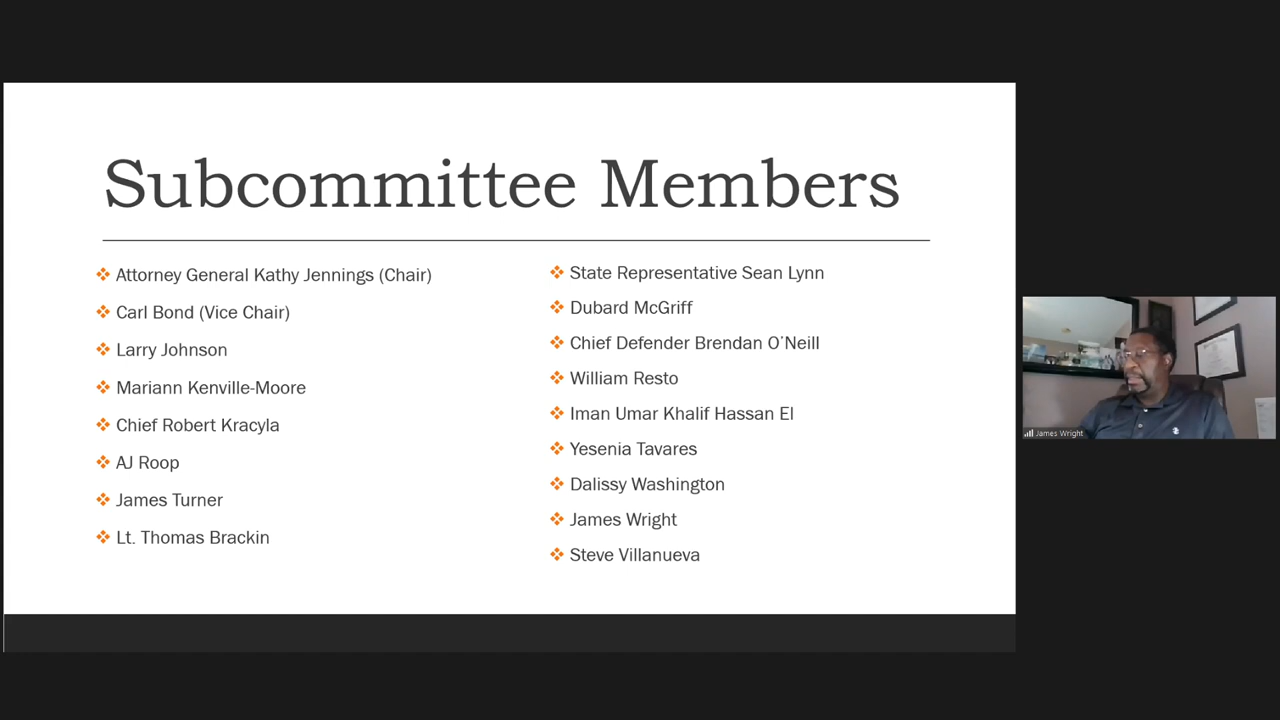 Subcommittee Members
Attorney General Kathy Jennings (Chair)
Carl Bond (Vice Chair)
Larry Johnson
Mariann Kenville-Moore
Chief Robert Kracyla
AJ Roop
James Turner
Lt. Thomas Brackin
State Representative Sean Lynn
Dubard McGriff
Chief Defender Brendan O’Neill
William Resto
Iman Umar Khalif Hassan El
Yesenia Tavares
Dalissy Washington
James Wright
Steve Villanueva
James Wright